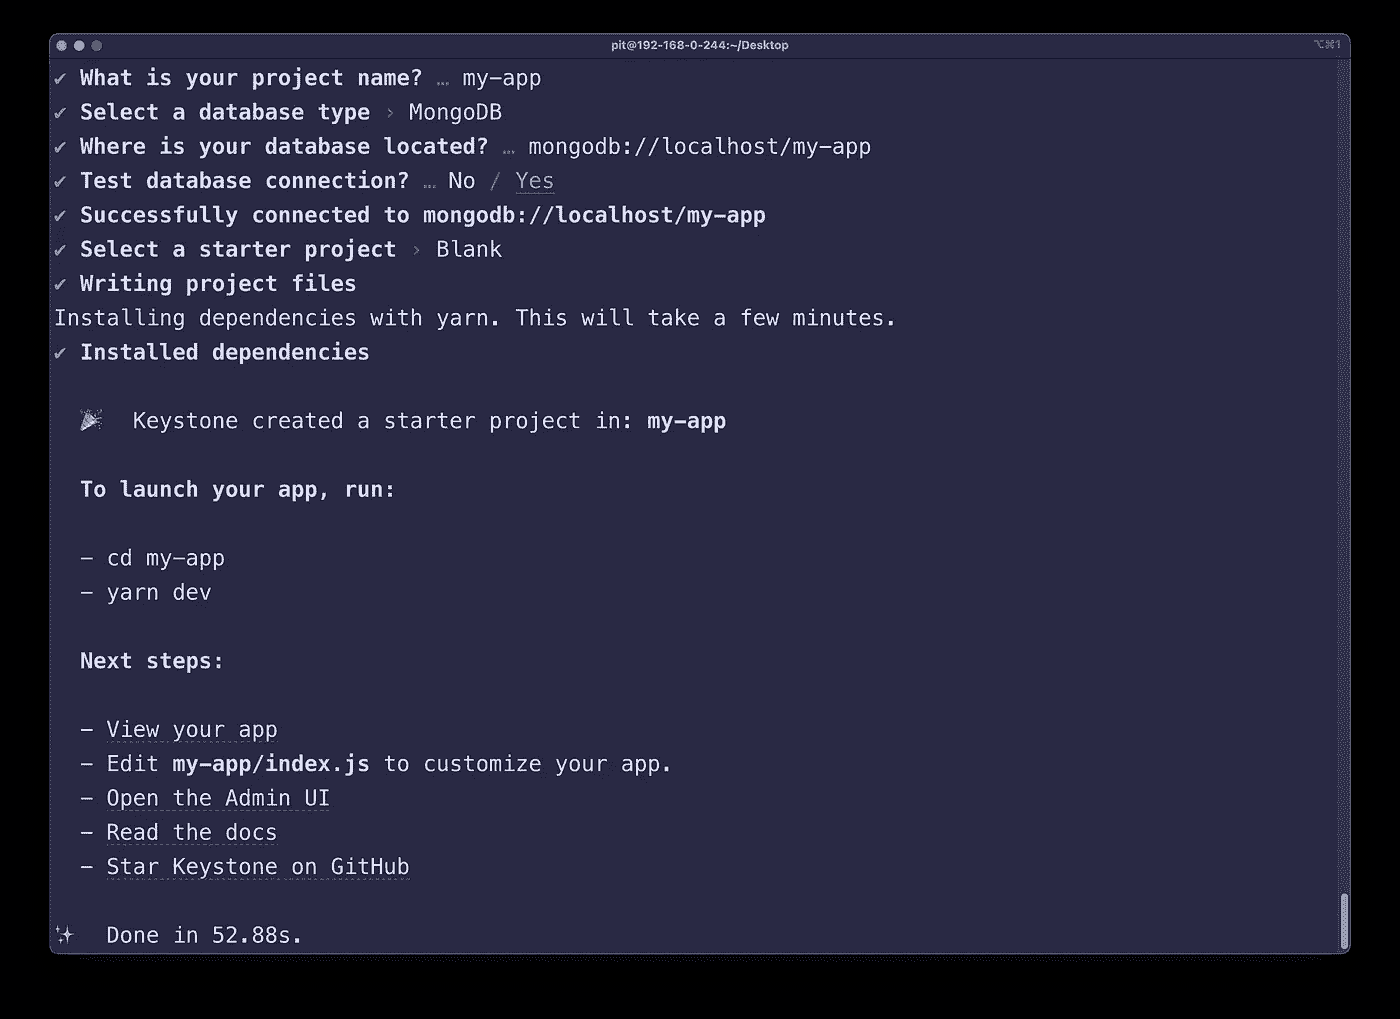 pit@192-168-0-244:~/Desktop
⌥⌘1
✔ What is your project name? … my-app
✔ Select a database type › MongoDB
✔ Where is your database located? … mongodb://localhost/my-app
✔ Test database connection? … No / Yes
✔ Successfully connected to mongodb://localhost/my-app
✔ Select a starter project › Blank
✔ Writing project files
Installing dependencies with yarn. This will take a few minutes.
✔ Installed dependencies
🎉 Keystone created a starter project in: my-app
To launch your app, run:
- cd my-app
- yarn dev
Next steps:
- View your app
- Edit my-app/index.js to customize your app.
- Open the Admin UI
- Read the docs
- Star Keystone on GitHub
✨ Done in 52.88s.